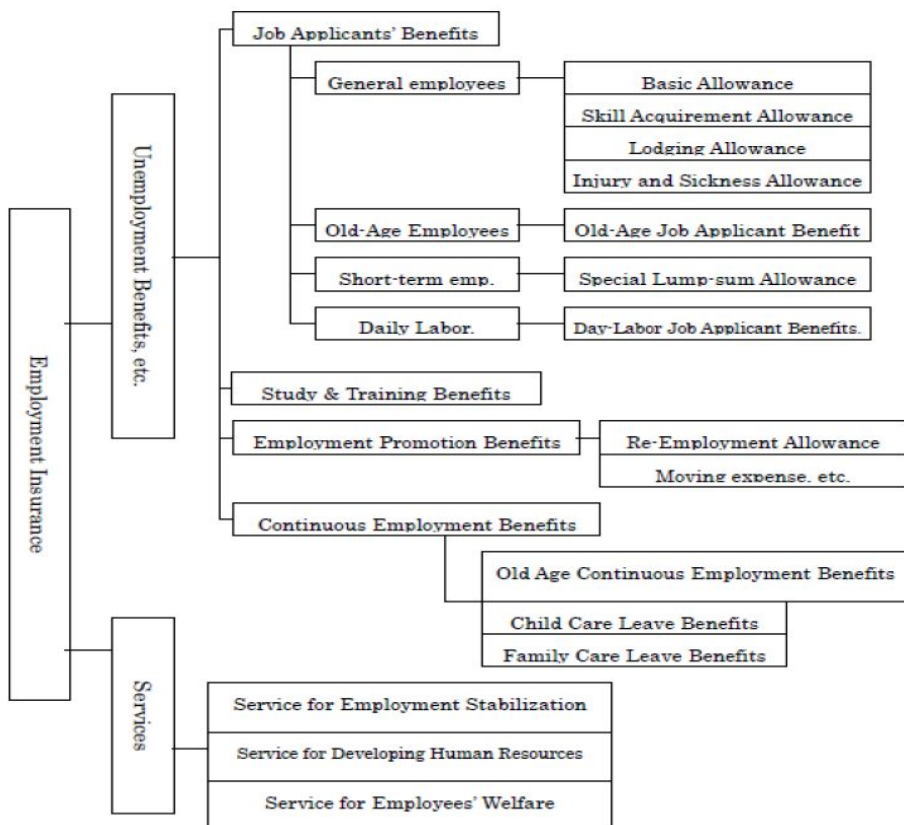 Employment Insurance
Unemployment Benefits, etc.
Job Applicants' Benefits
General employees
Basic Allowance
Skill Acquirement Allowance
Lodging Allowance
Injury and Sickness Allowance
Old-Age Employees
Old-Age Job Applicant Benefit
Short-term emp.
Special Lump-sum Allowance
Daily Labor.
Day-Labor Job Applicant Benefits.
Study & Training Benefits
Employment Promotion Benefits
Re-Employment Allowance
Moving expense. etc.
Continuous Employment Benefits
Old Age Continuous Employment Benefits
Child Care Leave Benefits
Family Care Leave Benefits
Services
Service for Employment Stabilization
Service for Developing Human Resources
Service for Employees' Welfare